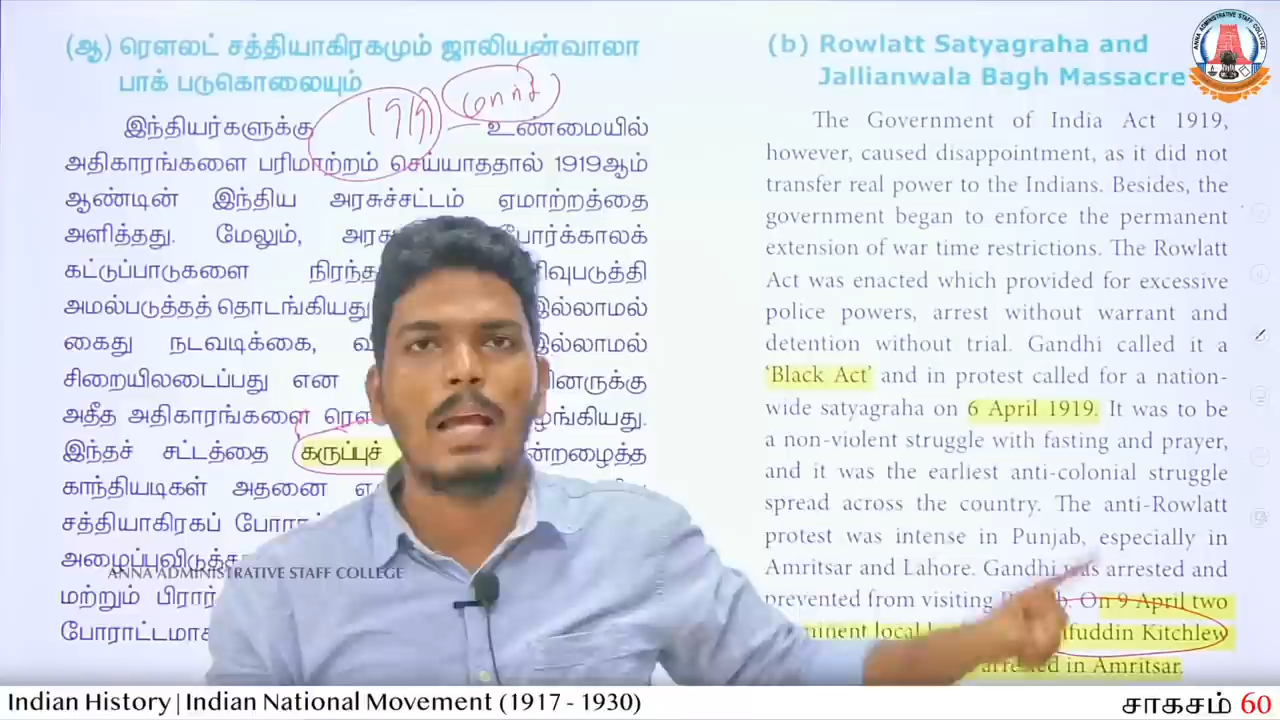 (ஆ) ரௌலட் சத்தியாகிரகமும் ஜாலியன்வாலா
பாக் படுகொலையும்
1919 மார்ச்
இந்தியர்களுக்கு உண்மையில்
அதிகாரங்களை பரிமாற்றம் செய்யாததால் 1919ஆம்
ஆண்டின் இந்திய அரசுச்சட்டம் ஏமாற்றத்தை
அளித்தது. மேலும், போர்க்காலக்
கட்டுப்பாடுகளை
அமல்படுத்தத் தொடங்கியது இல்லாமல்
கைது நடவடிக்கை, இல்லாமல்
சிறையிலடைப்பது என
அதீத அதிகாரங்களை
இந்தச் சட்டத்தை கருப்புச்
காந்தியடிகள் அதனை
சத்தியாகிரகப்
மற்றும்
(b) Rowlatt Satyagraha and
Jallianwala Bagh Massacre
The Government of India Act 1919,
however, caused disappointment, as it did not
transfer real power to the Indians. Besides, the
government began to enforce the permanent
extension of war time restrictions. The Rowlatt
Act was enacted which provided for excessive
police powers, arrest without warrant and
detention without trial. Gandhi called it a
‘Black Act’ and in protest called for a nation-
wide satyagraha on 6 April 1919. It was to be
a non-violent struggle with fasting and prayer,
and it was the earliest anti-colonial struggle
spread across the country. The anti-Rowlatt
protest was intense in Punjab, especially in
Amritsar and Lahore. Gandhi was arrested and
prevented from visiting On 9 April two
local Kitchlew
arrested in Amritsar.
ANNA ADMINISTRATIVE STAFF COLLEGE
ANNA ADMINISTRATIVE STAFF COLLEGE
Indian History | Indian National Movement (1917 - 1930)
சாகசம் 60